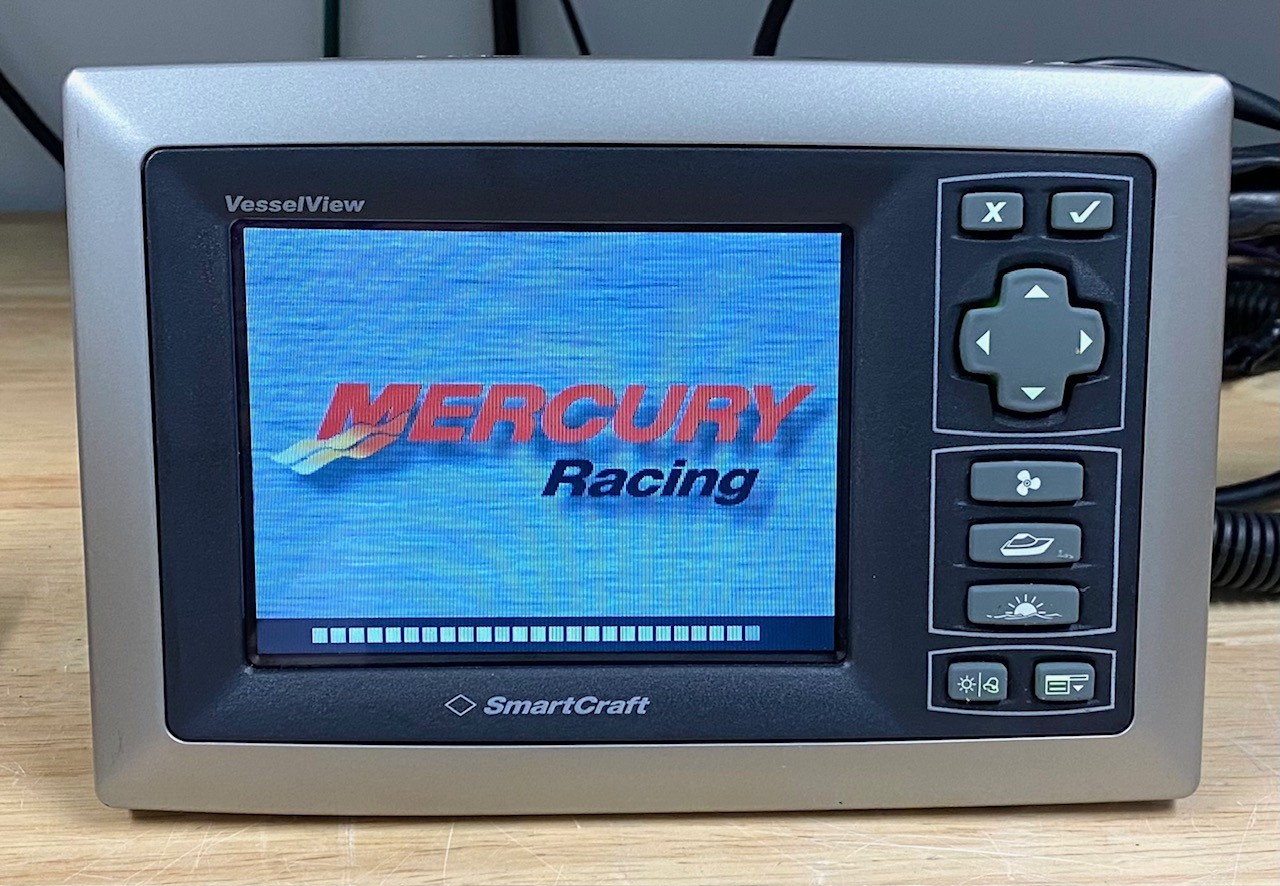 VesselView
X
MERCURY
Racing
SmartCraft